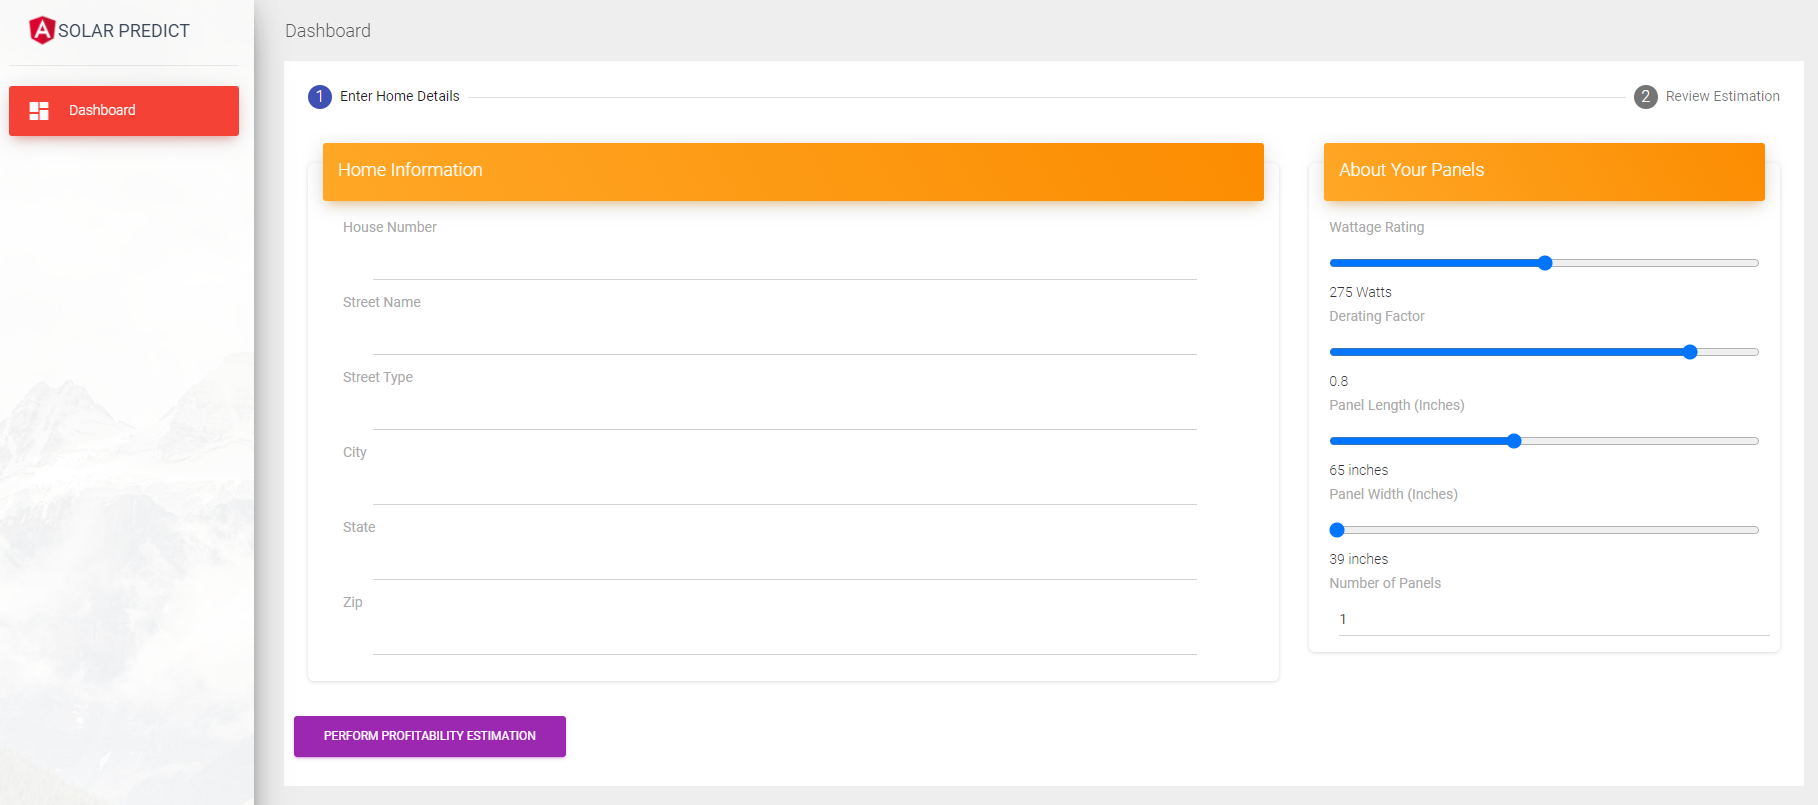 SOLAR PREDICT
Dashboard
Dashboard
1 Enter Home Details
2 Review Estimation
Home Information
House Number
Street Name
Street Type
City
State
Zip
About Your Panels
Wattage Rating
275 Watts
Derating Factor
0.8
Panel Length (Inches)
65 inches
Panel Width (Inches)
39 inches
Number of Panels
1
PERFORM PROFITABILITY ESTIMATION